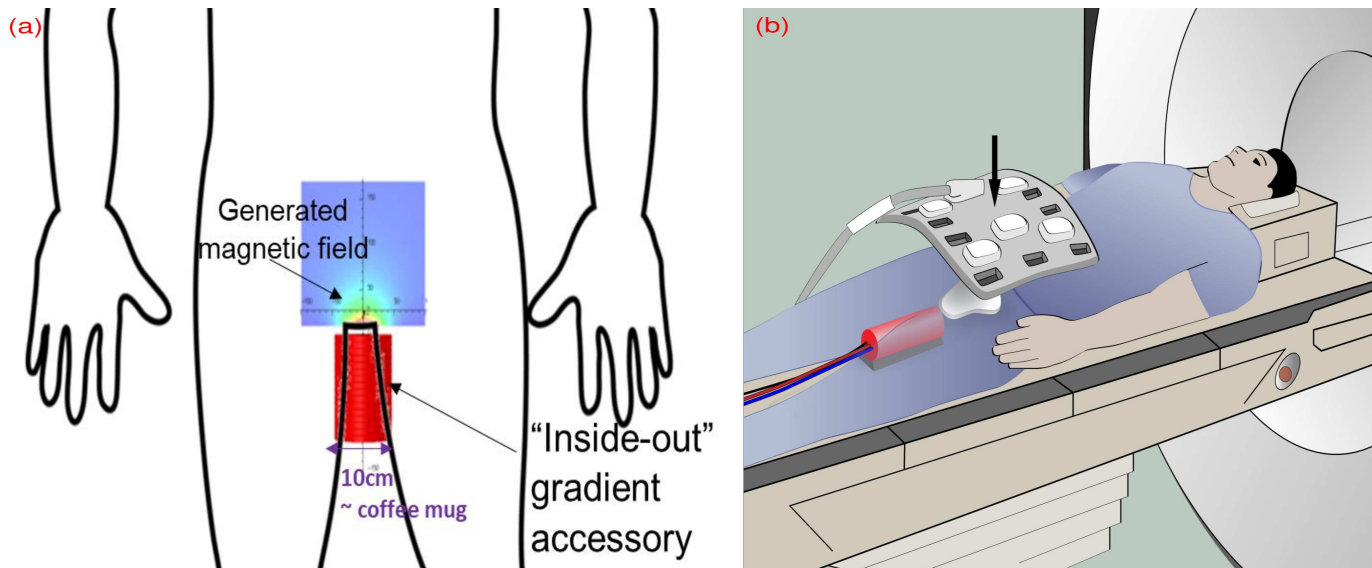 (a)
Generated
magnetic field
"Inside-out"
gradient
accessory
10cm
~ coffee mug
(b)